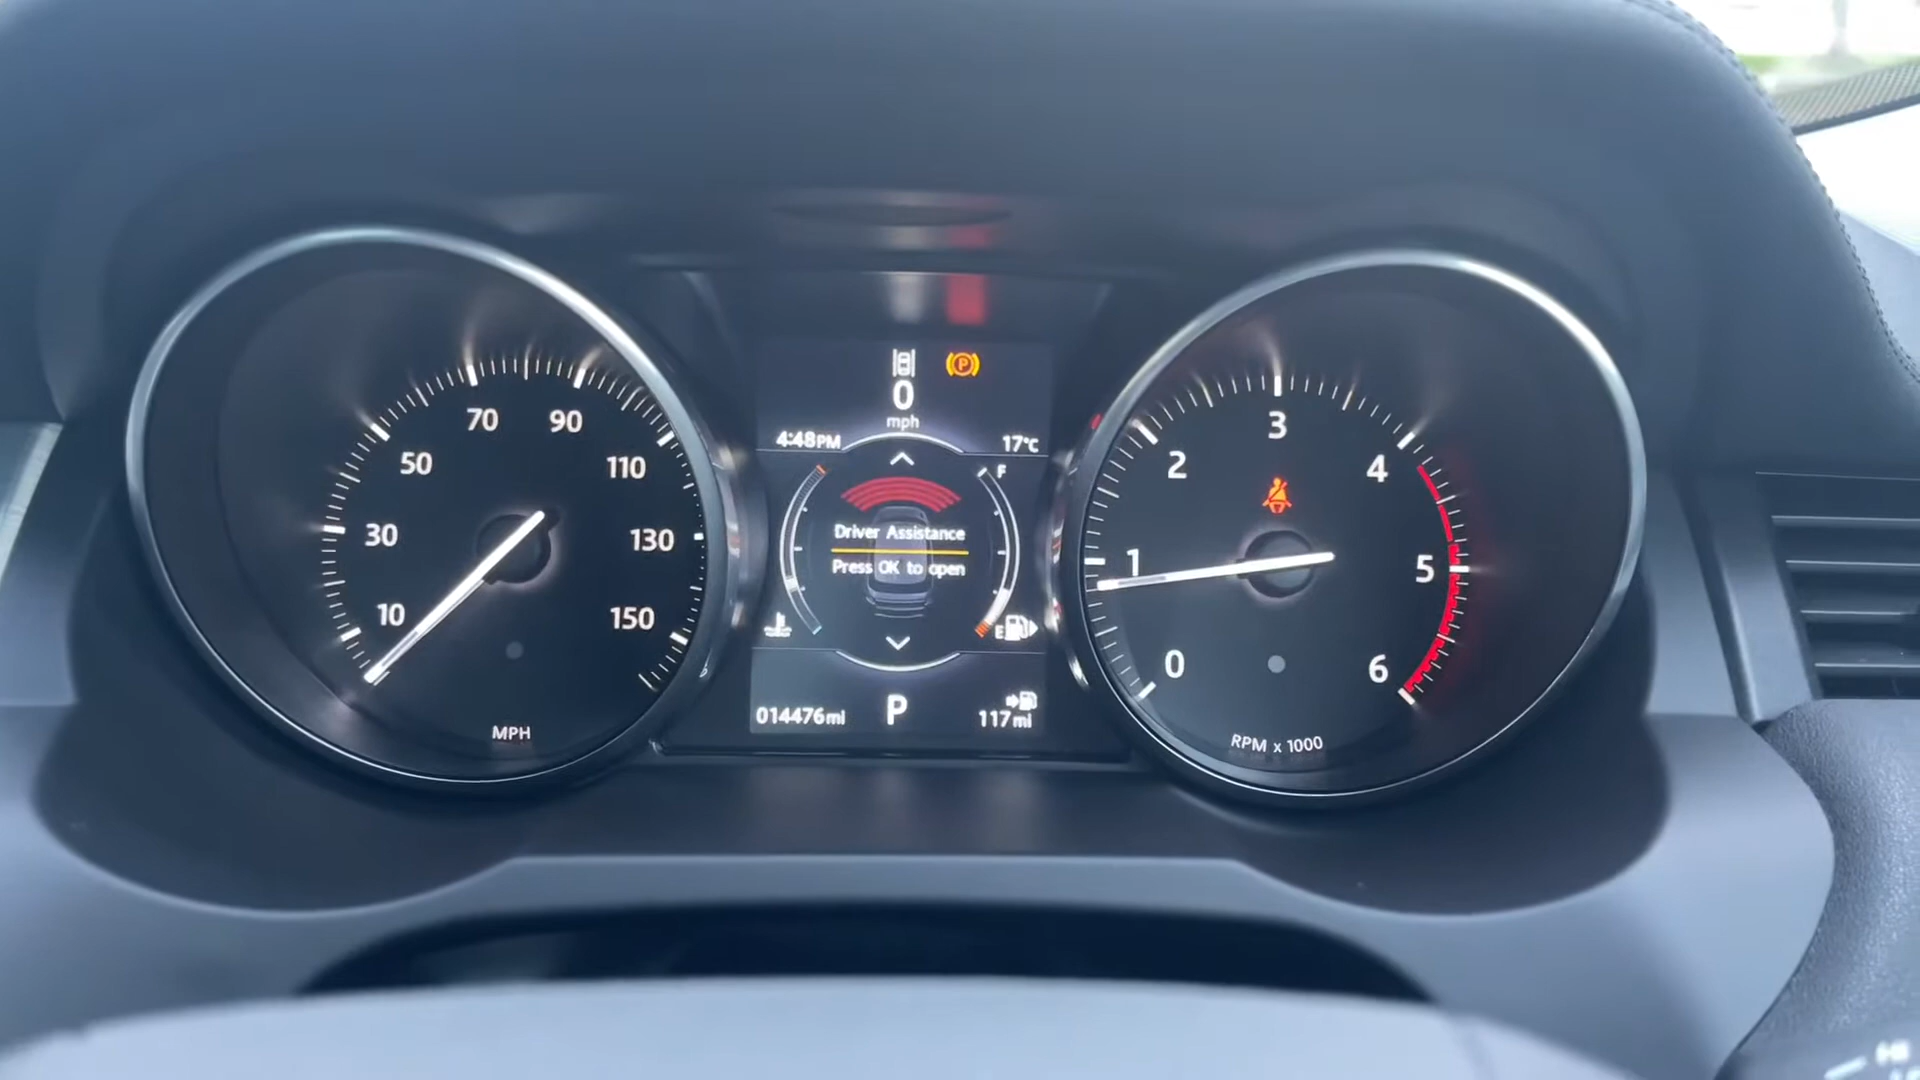 0
mph
4:48PM
17°C
F
Driver Assistance
Press OK to open
E
014476mi
P
117mi
10
30
50
70
90
110
130
150
MPH
0
1
2
3
4
5
6
RPM x 1000
P
HI